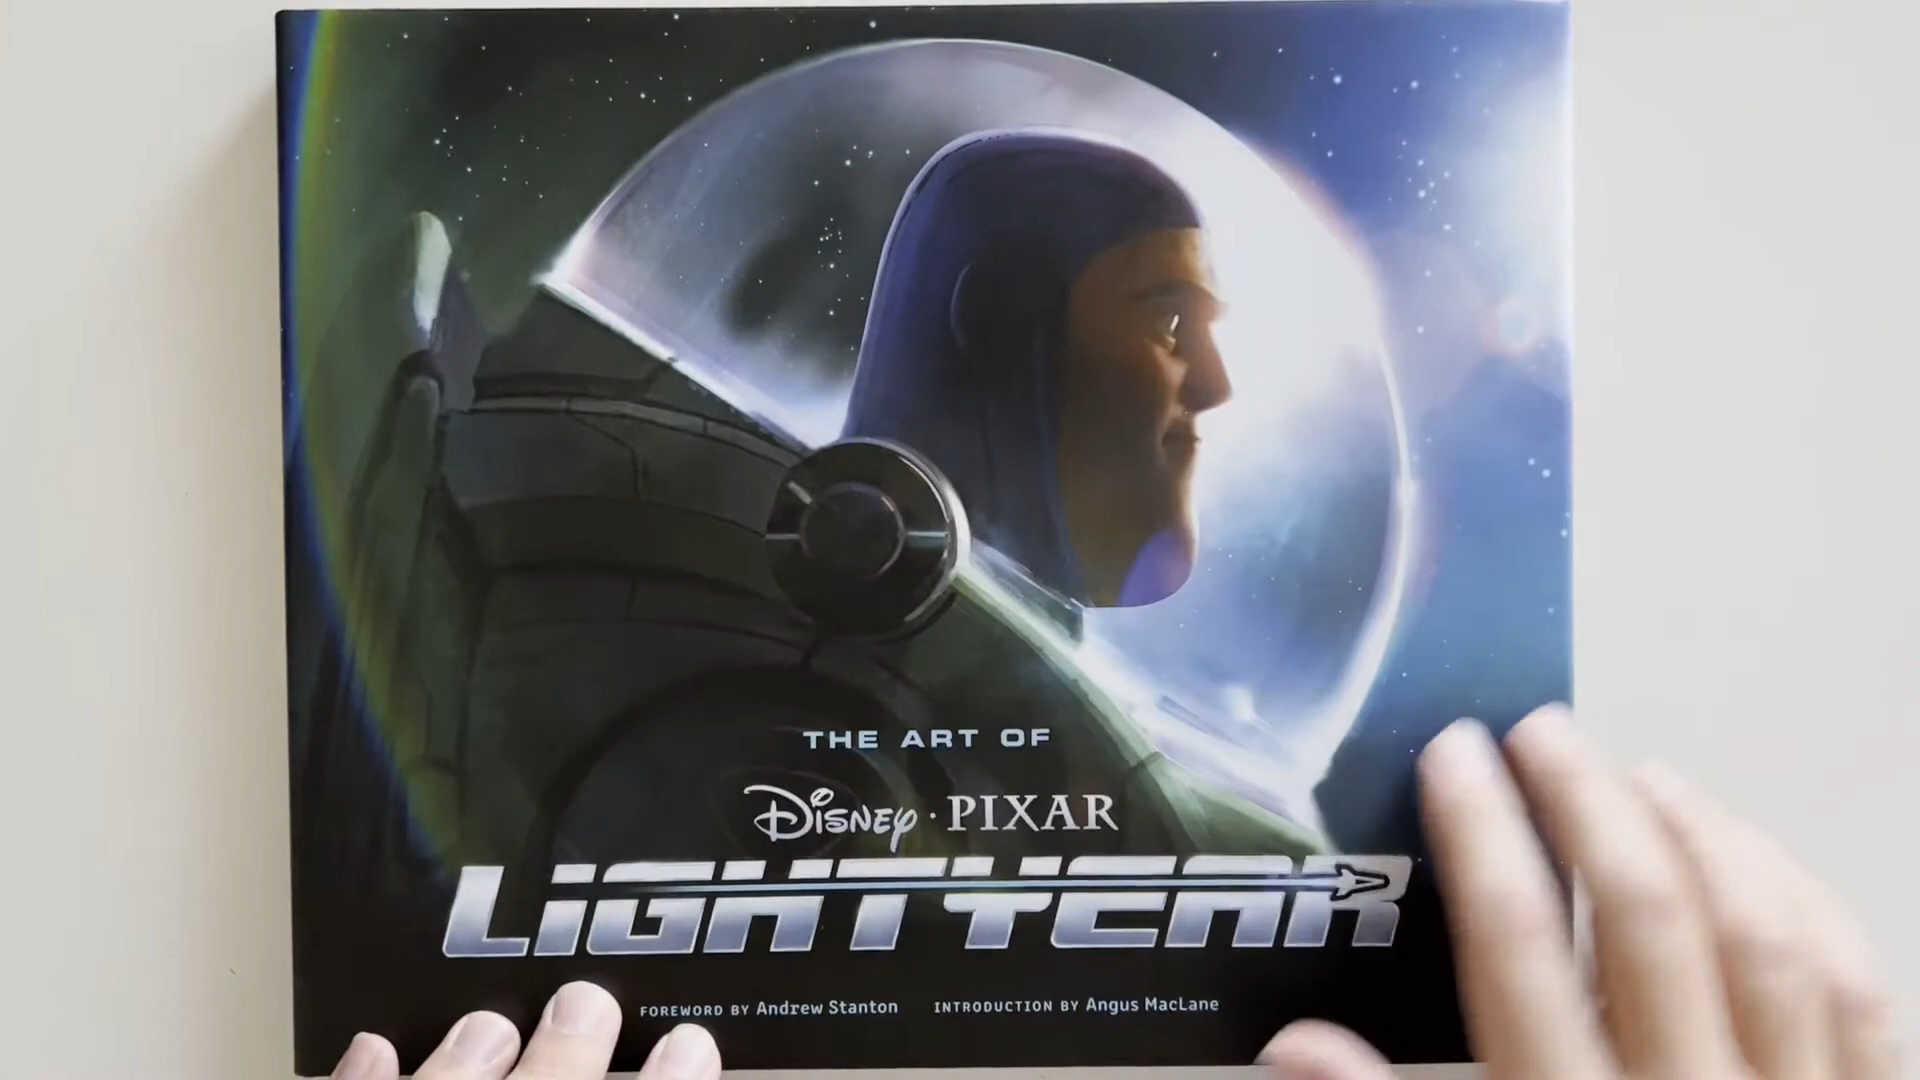 THE ART OF
DISNEY · PIXAR
LIGHTYEAR
FOREWORD BY Andrew Stanton INTRODUCTION BY Angus MacLane